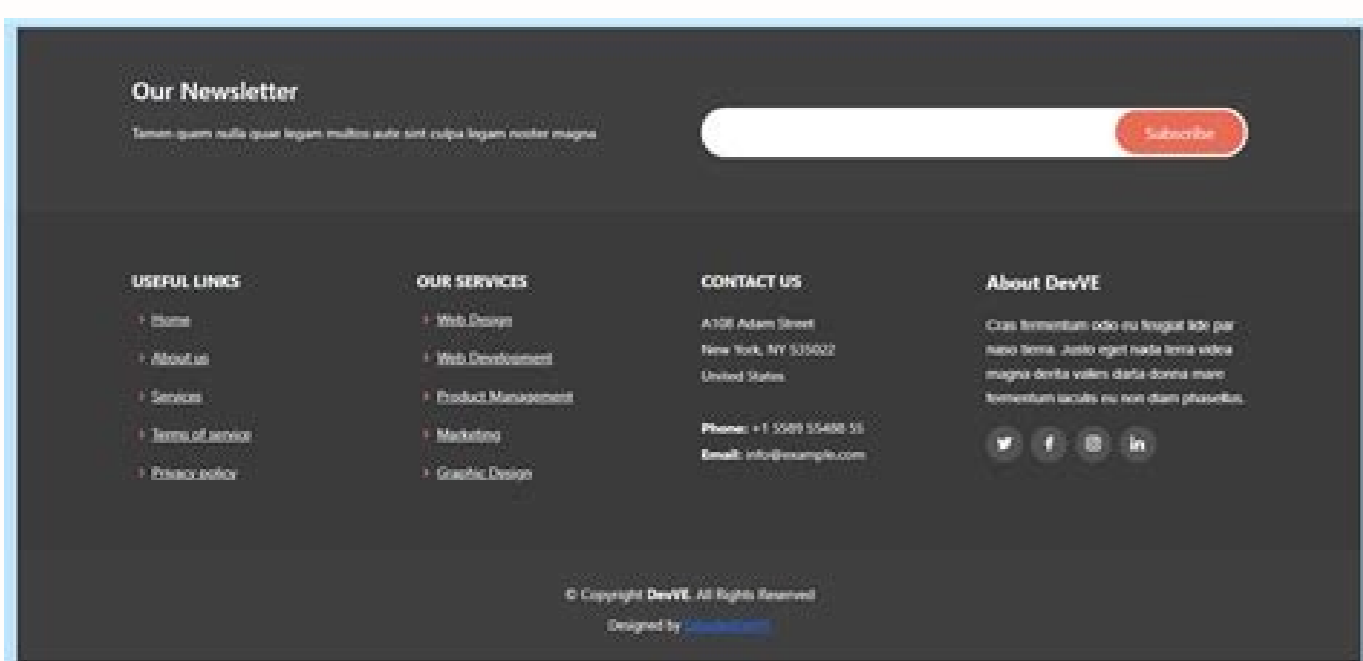 Our Newsletter
Tamen quem nulla quae legam multos aute sint culpa legam noster magna
Subscribe
USEFUL LINKS
Home
About us
Services
Terms of service
Privacy policy
OUR SERVICES
Web Design
Web Development
Product Management
Marketing
Graphic Design
CONTACT US
A108 Adam Street
New York, NY 535022
United States
Phone: +1 5589 55488 55
Email: info@example.com
About DevVE
Cras fermentum odio eu feugiat lide par
naso tierra. Justo eget nada terra videa
magna derita valies darta donna mare
fermentum iaculis eu non diam phasellus.
© Copyright DevVE. All Rights Reserved
Designed by